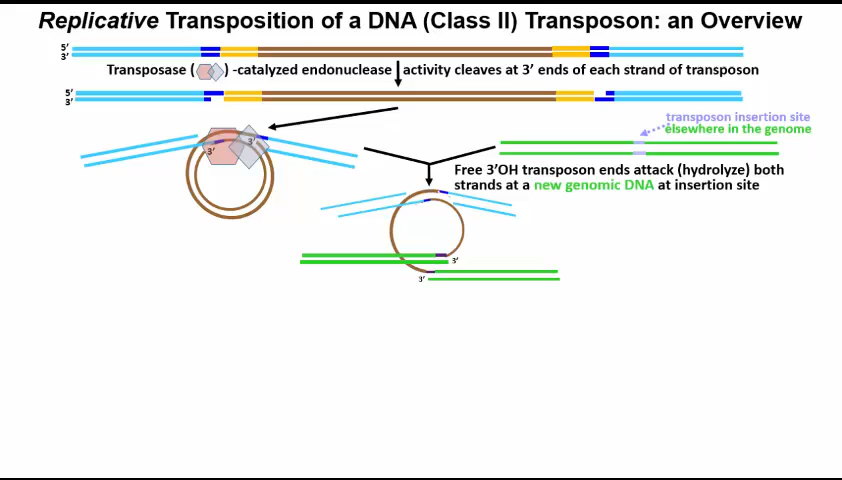 Replicative Transposition of a DNA (Class II) Transposon: an Overview
5′
3′
Transposase ( ) -catalyzed endonuclease activity cleaves at 3′ ends of each strand of transposon
5′
3′
transposon insertion site
elsewhere in the genome
3′
3′
Free 3′OH transposon ends attack (hydrolyze) both
strands at a new genomic DNA at insertion site
3′
3′